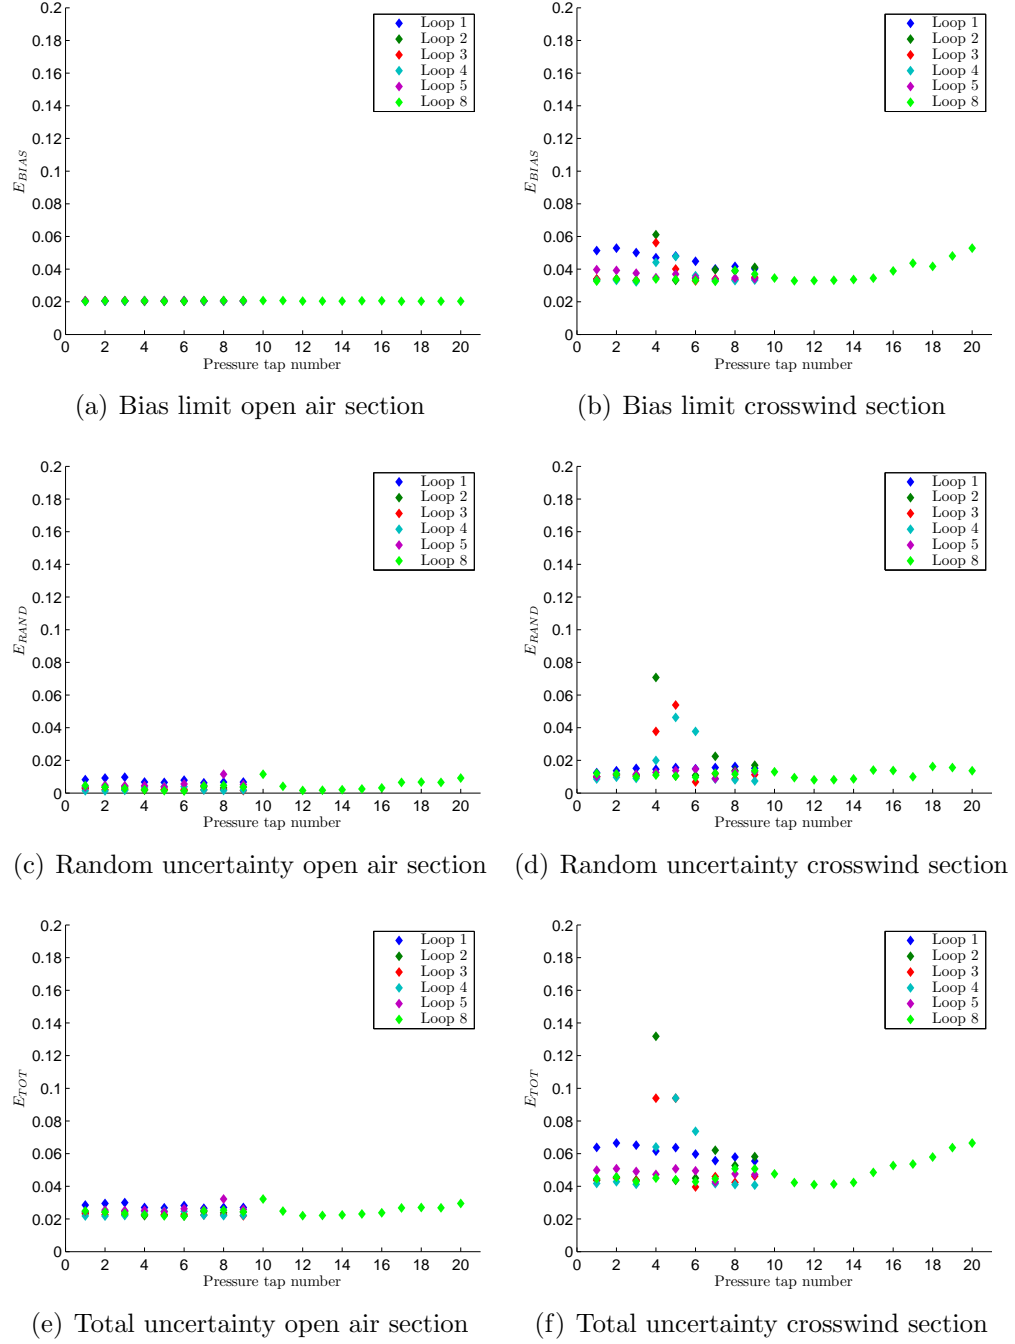 0.2
0.18
0.16
0.14
0.12
0.1
0.08
0.06
0.04
0.02
0
E_BIAS
0 2 4 6 8 10 12 14 16 18 20
Pressure tap number
Loop 1
Loop 2
Loop 3
Loop 4
Loop 5
Loop 8
(a) Bias limit open air section
0.2
0.18
0.16
0.14
0.12
0.1
0.08
0.06
0.04
0.02
0
E_BIAS
0 2 4 6 8 10 12 14 16 18 20
Pressure tap number
Loop 1
Loop 2
Loop 3
Loop 4
Loop 5
Loop 8
(b) Bias limit crosswind section
0.2
0.18
0.16
0.14
0.12
0.1
0.08
0.06
0.04
0.02
0
E_RAND
0 2 4 6 8 10 12 14 16 18 20
Pressure tap number
Loop 1
Loop 2
Loop 3
Loop 4
Loop 5
Loop 8
(c) Random uncertainty open air section
0.2
0.18
0.16
0.14
0.12
0.1
0.08
0.06
0.04
0.02
0
E_RAND
0 2 4 6 8 10 12 14 16 18 20
Pressure tap number
Loop 1
Loop 2
Loop 3
Loop 4
Loop 5
Loop 8
(d) Random uncertainty crosswind section
0.2
0.18
0.16
0.14
0.12
0.1
0.08
0.06
0.04
0.02
0
E_TOT
0 2 4 6 8 10 12 14 16 18 20
Pressure tap number
Loop 1
Loop 2
Loop 3
Loop 4
Loop 5
Loop 8
(e) Total uncertainty open air section
0.2
0.18
0.16
0.14
0.12
0.1
0.08
0.06
0.04
0.02
0
E_TOT
0 2 4 6 8 10 12 14 16 18 20
Pressure tap number
Loop 1
Loop 2
Loop 3
Loop 4
Loop 5
Loop 8
(f) Total uncertainty crosswind section